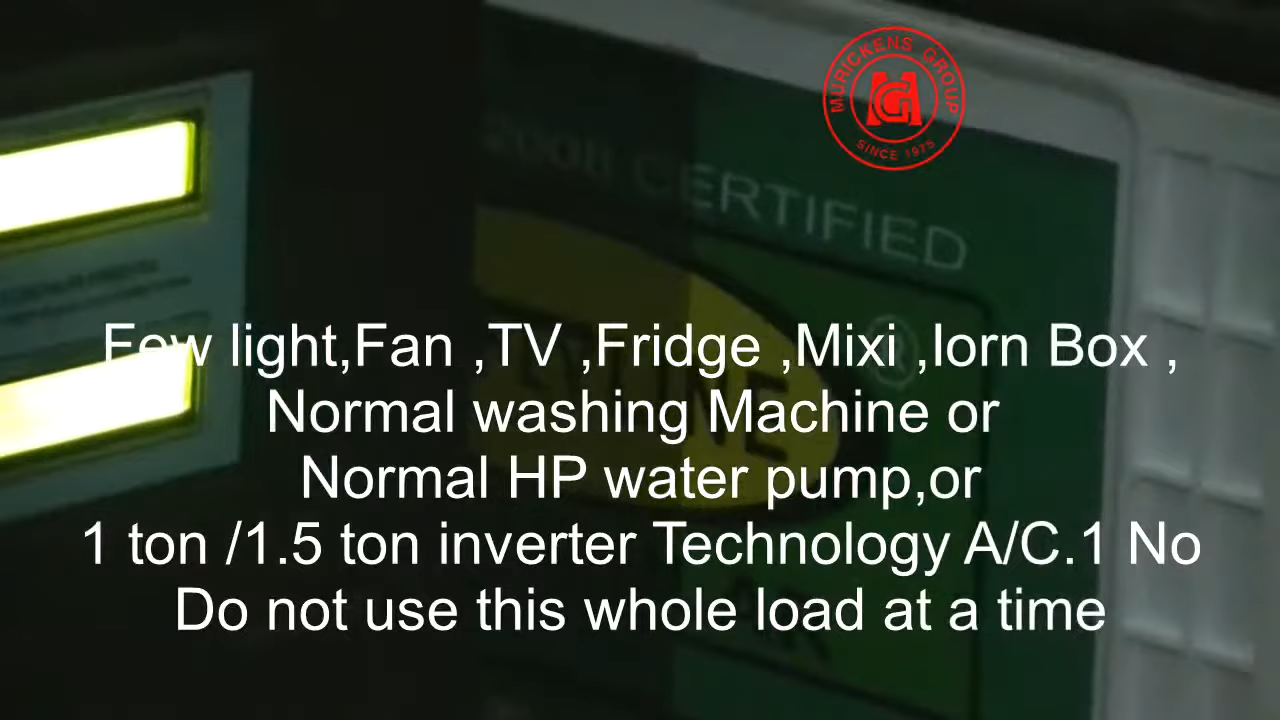 MURICKENS GROUP
SINCE 1975
CERTIFIED
Few light,Fan ,TV ,Fridge ,Mixi ,Iorn Box ,
Normal washing Machine or
Normal HP water pump,or
1 ton /1.5 ton inverter Technology A/C.1 No
Do not use this whole load at a time